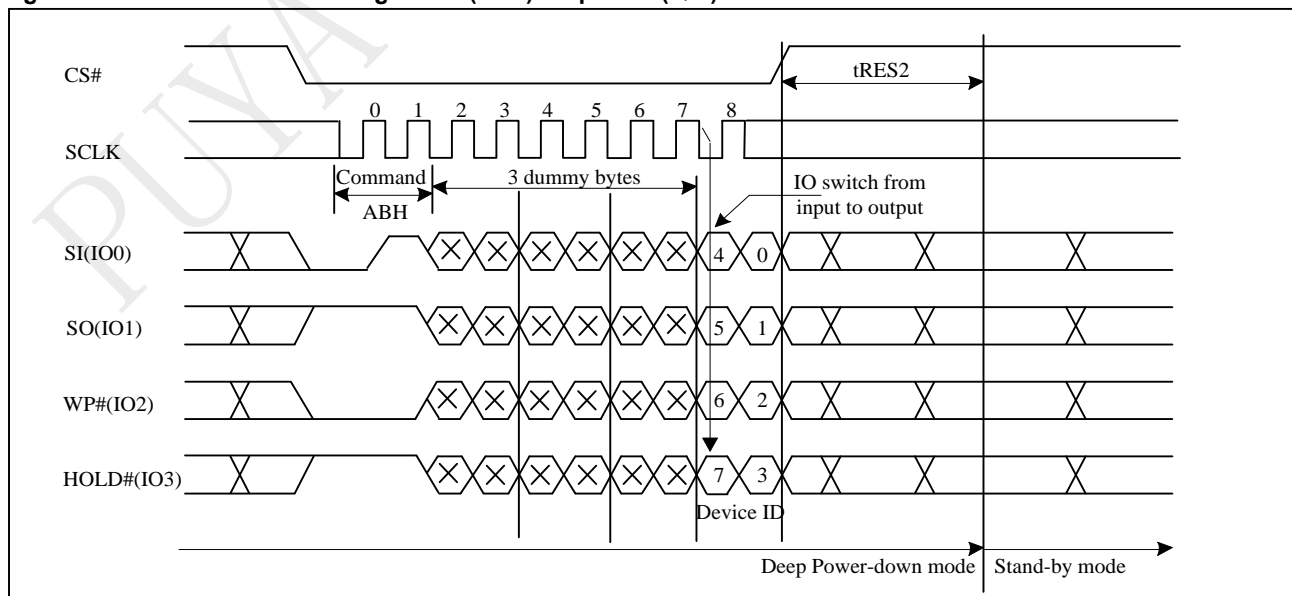 PUYA
CS#
tRES2
0 1 2 3 4 5 6 7 8
SCLK
Command
ABH
3 dummy bytes
IO switch from
input to output
SI(IO0)
4 0
SO(IO1)
5 1
WP#(IO2)
6 2
HOLD#(IO3)
7 3
Device ID
Deep Power-down mode
Stand-by mode